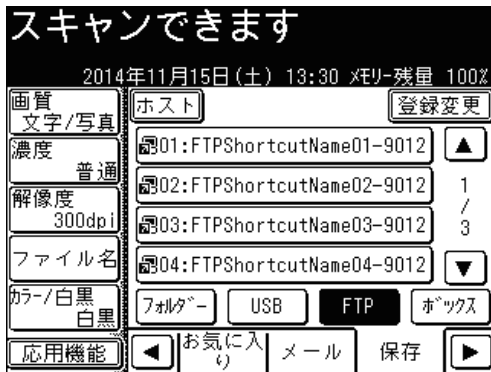 スキャンできます
2014年11月15日(土) 13:30 ﾒﾓﾘｰ残量 100%
画質
文字/写真
濃度
普通
解像度
300dpi
ファイル名
ｶﾗｰ/白黒
白黒
応用機能
ホスト
登録変更
01:FTPShortcutName01-9012
02:FTPShortcutName02-9012
03:FTPShortcutName03-9012
04:FTPShortcutName04-9012
1
/
3
ﾌｫﾙﾀﾞｰ
USB
FTP
ﾎﾞｯｸｽ
お気に入
り
メール
保存